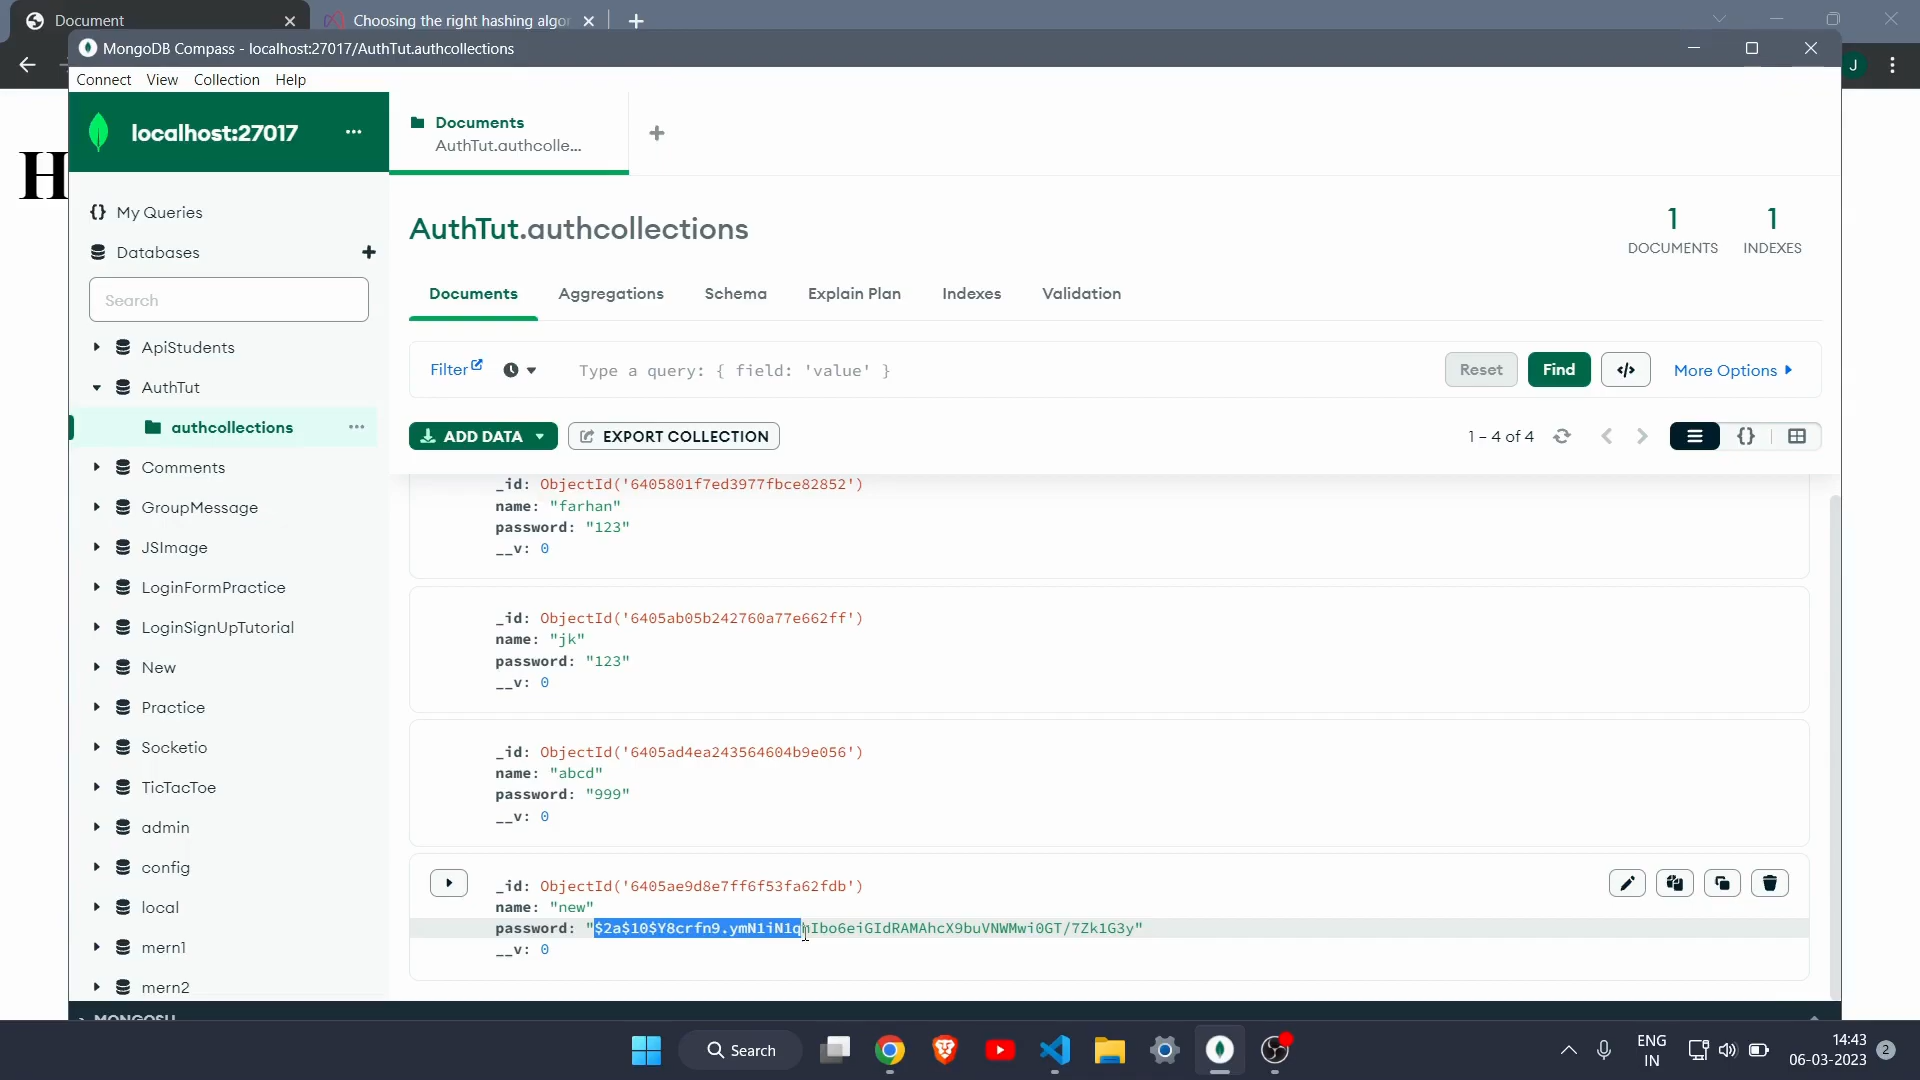 Document
Choosing the right hashing algor
MongoDB Compass - localhost:27017/AuthTut.authcollections
J
Connect View Collection Help
H
localhost:27017
Documents
AuthTut.authcolle...
My Queries
Databases
Search
ApiStudents
AuthTut
authcollections
Comments
GroupMessage
JSImage
LoginFormPractice
LoginSignUpTutorial
New
Practice
Socketio
TicTacToe
admin
config
local
mern1
mern2
AuthTut.authcollections
1
DOCUMENTS
1
INDEXES
Documents Aggregations Schema Explain Plan Indexes Validation
Filter Type a query: { field: 'value' } Reset Find </> More Options
ADD DATA EXPORT COLLECTION 1 – 4 of 4 {}
_id: ObjectId('6405801f7ed3977fbce82852')
name: "farhan"
password: "123"
__v: 0
_id: ObjectId('6405ab05b242760a77e662ff')
name: "jk"
password: "123"
__v: 0
_id: ObjectId('6405ad4ea243564604b9e056')
name: "abcd"
password: "999"
__v: 0
_id: ObjectId('6405ae9d8e7ff6f53fa62fdb')
name: "new"
password: "$2a$10$Y8crfn9.ymN1iN1qmIbo6eiGIdRAMAhcX9buVNWMwi0GT/7Zk1G3y"
__v: 0
MONGOSH
Search
ENG
IN
14:43
06-03-2023
2